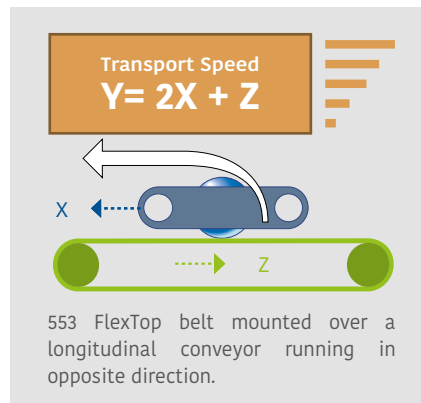 Transport Speed
Y= 2X + Z
X
Z
553 FlexTop belt mounted over a
longitudinal conveyor running in
opposite direction.